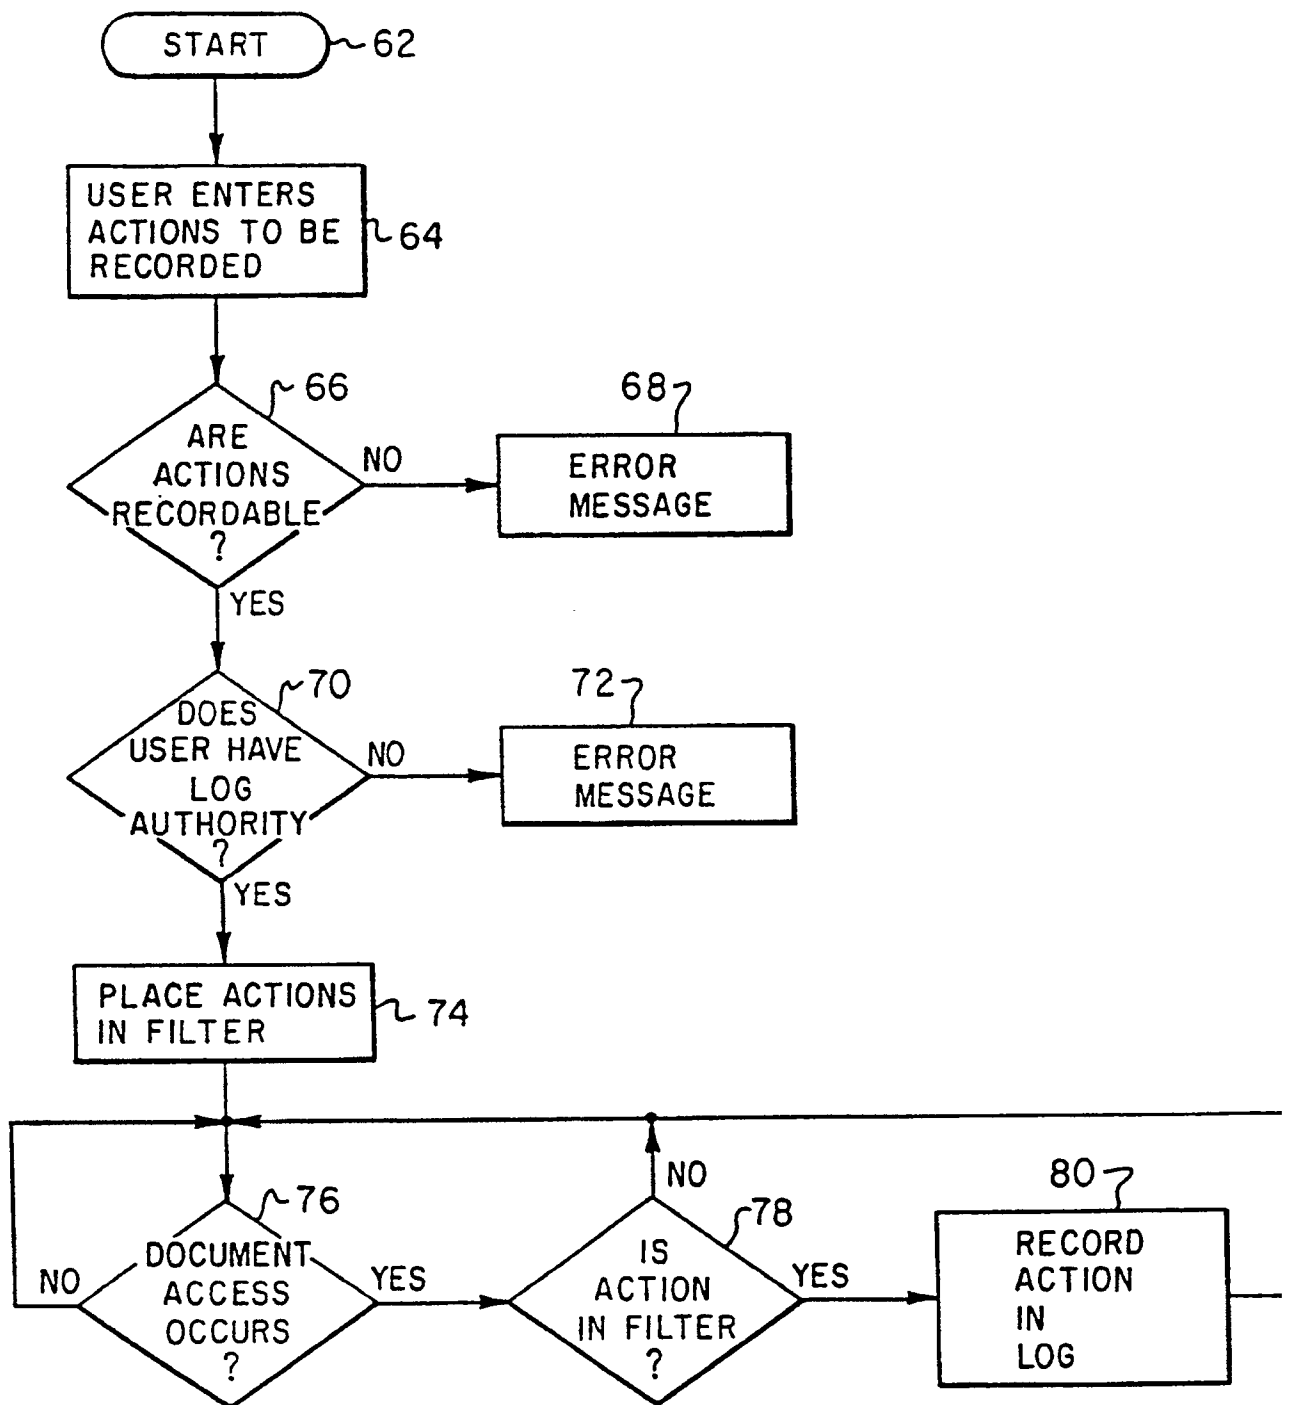 START
62
USER ENTERS
ACTIONS TO BE
RECORDED
64
66
ARE
ACTIONS
RECORDABLE
?
NO
68
ERROR
MESSAGE
YES
70
DOES
USER HAVE
LOG
AUTHORITY
?
NO
72
ERROR
MESSAGE
YES
PLACE ACTIONS
IN FILTER
74
76
DOCUMENT
ACCESS
OCCURS
?
NO
YES
78
IS
ACTION
IN FILTER
?
NO
YES
80
RECORD
ACTION
IN
LOG